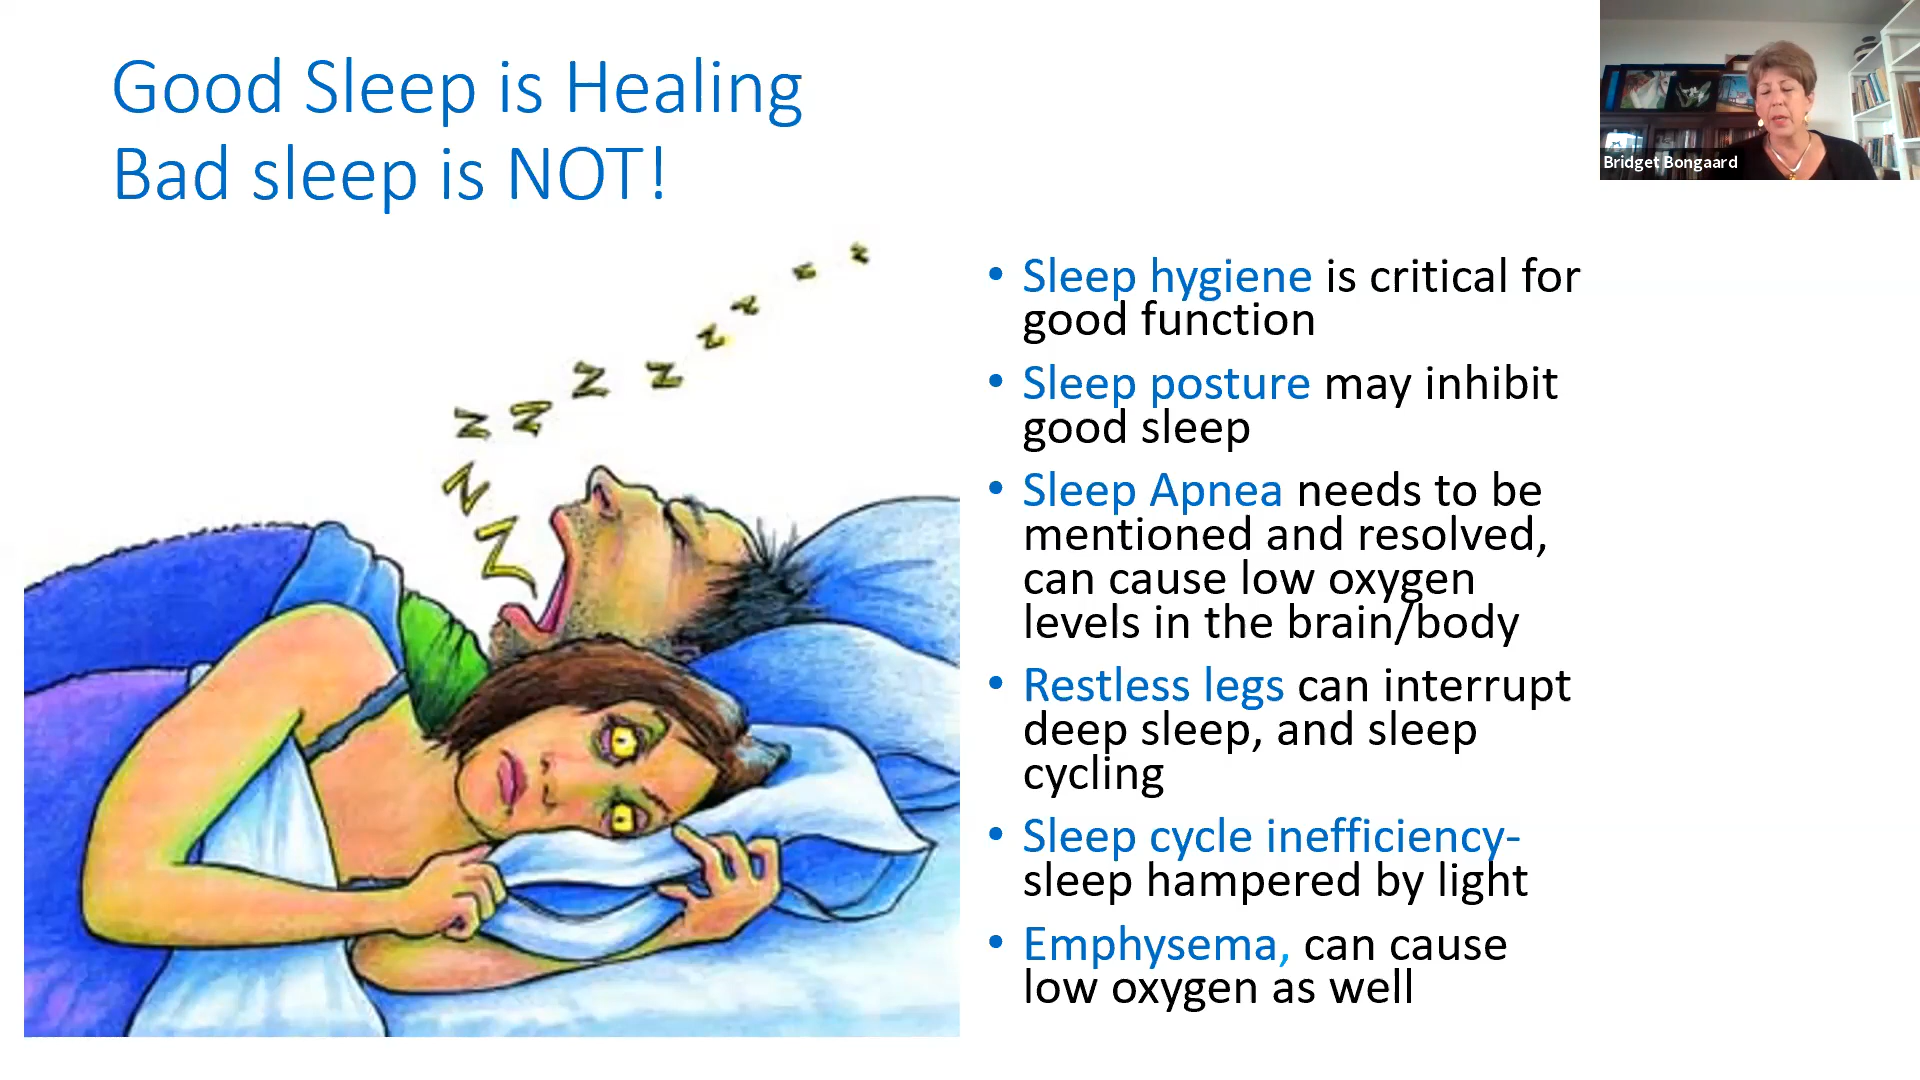 Good Sleep is Healing
Bad sleep is NOT!
Bridget Bongaard
z z z z z z z z z z
• Sleep hygiene is critical for
good function
• Sleep posture may inhibit
good sleep
• Sleep Apnea needs to be
mentioned and resolved,
can cause low oxygen
levels in the brain/body
• Restless legs can interrupt
deep sleep, and sleep
cycling
• Sleep cycle inefficiency-
sleep hampered by light
• Emphysema, can cause
low oxygen as well